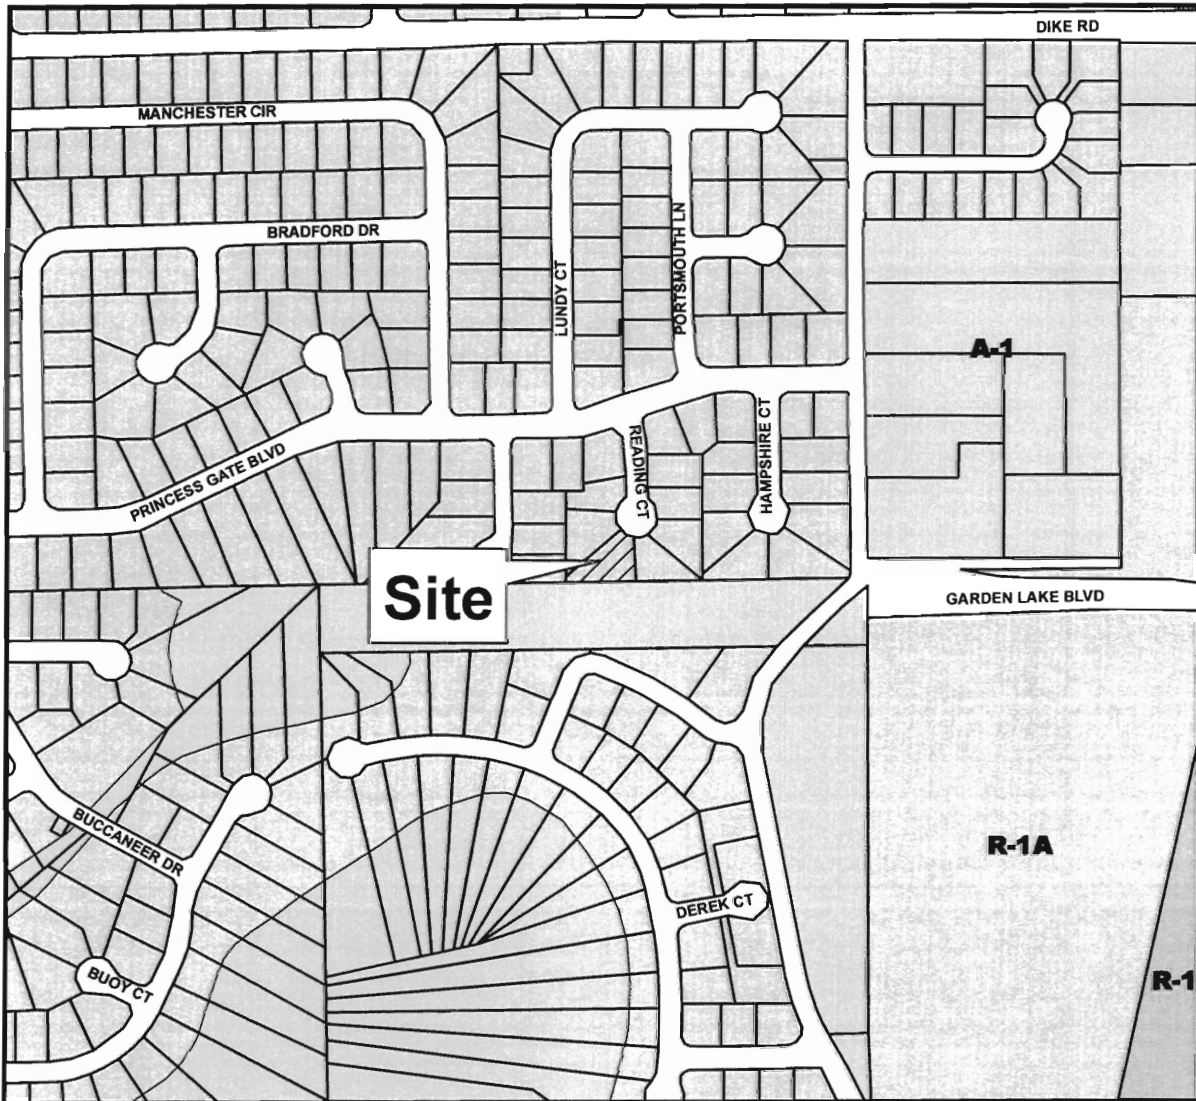 DIKE RD
MANCHESTER CIR
BRADFORD DR
LUNDY CT
PORTSMOUTH LN
A-1
PRINCESS GATE BLVD
READING CT
HAMPSHIRE CT
Site
GARDEN LAKE BLVD
BUCCANEER DR
R-1A
DEREK CT
BUOY CT
R-1